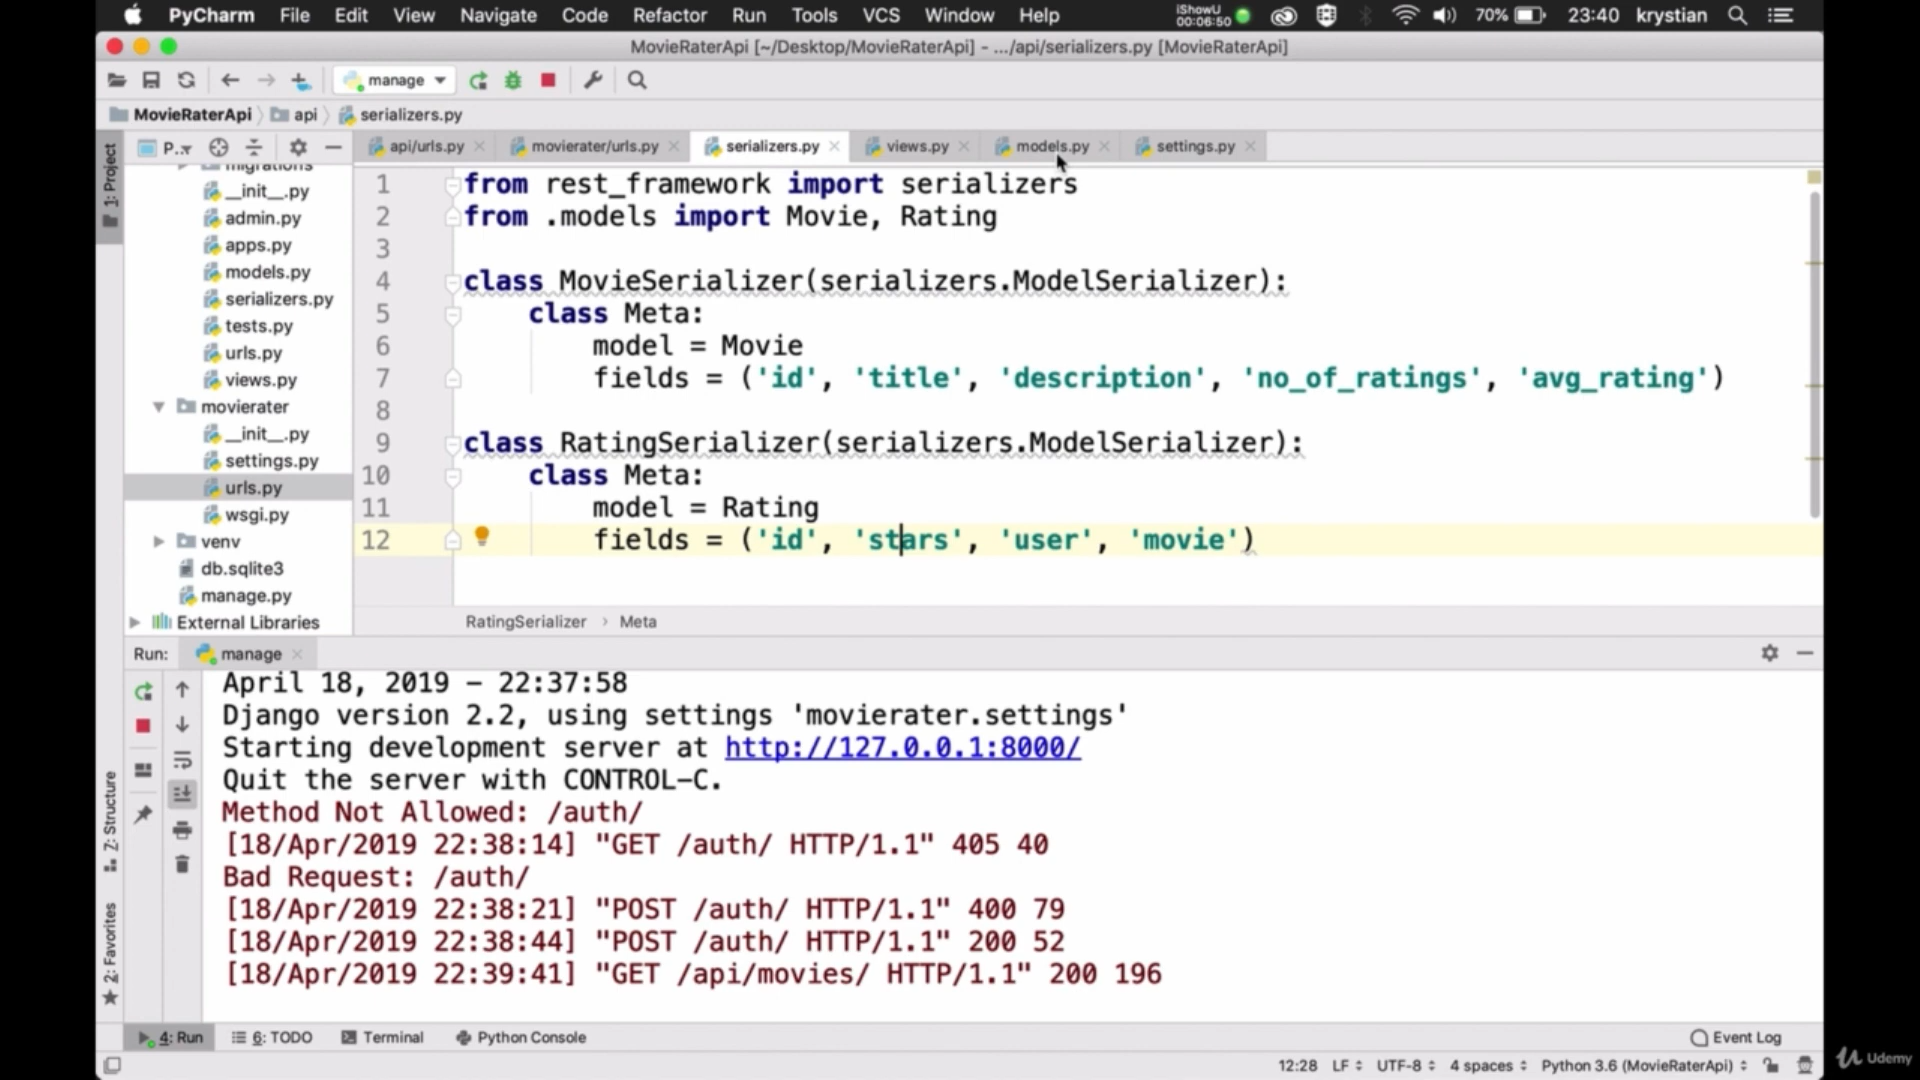 PyCharm File Edit View Navigate Code Refactor Run Tools VCS Window Help iShowU 00:06:50 70% 23:40 krystian
MovieRaterApi [~/Desktop/MovieRaterApi] - .../api/serializers.py [MovieRaterApi]
manage
MovieRaterApi api serializers.py
1: Project
P..
api/urls.py movierater/urls.py serializers.py views.py models.py settings.py
migrations
__init__.py
admin.py
apps.py
models.py
serializers.py
tests.py
urls.py
views.py
movierater
__init__.py
settings.py
urls.py
wsgi.py
venv
db.sqlite3
manage.py
External Libraries
1 from rest_framework import serializers
2 from .models import Movie, Rating
3
4 class MovieSerializer(serializers.ModelSerializer):
5 class Meta:
6 model = Movie
7 fields = ('id', 'title', 'description', 'no_of_ratings', 'avg_rating')
8
9 class RatingSerializer(serializers.ModelSerializer):
10 class Meta:
11 model = Rating
12 fields = ('id', 'stars', 'user', 'movie')
RatingSerializer › Meta
Run: manage
April 18, 2019 - 22:37:58
Django version 2.2, using settings 'movierater.settings'
Starting development server at http://127.0.0.1:8000/
Quit the server with CONTROL-C.
Method Not Allowed: /auth/
[18/Apr/2019 22:38:14] "GET /auth/ HTTP/1.1" 405 40
Bad Request: /auth/
[18/Apr/2019 22:38:21] "POST /auth/ HTTP/1.1" 400 79
[18/Apr/2019 22:38:44] "POST /auth/ HTTP/1.1" 200 52
[18/Apr/2019 22:39:41] "GET /api/movies/ HTTP/1.1" 200 196
Z: Structure
2: Favorites
4: Run 6: TODO Terminal Python Console Event Log
12:28 LF UTF-8 4 spaces Python 3.6 (MovieRaterApi)
Udemy